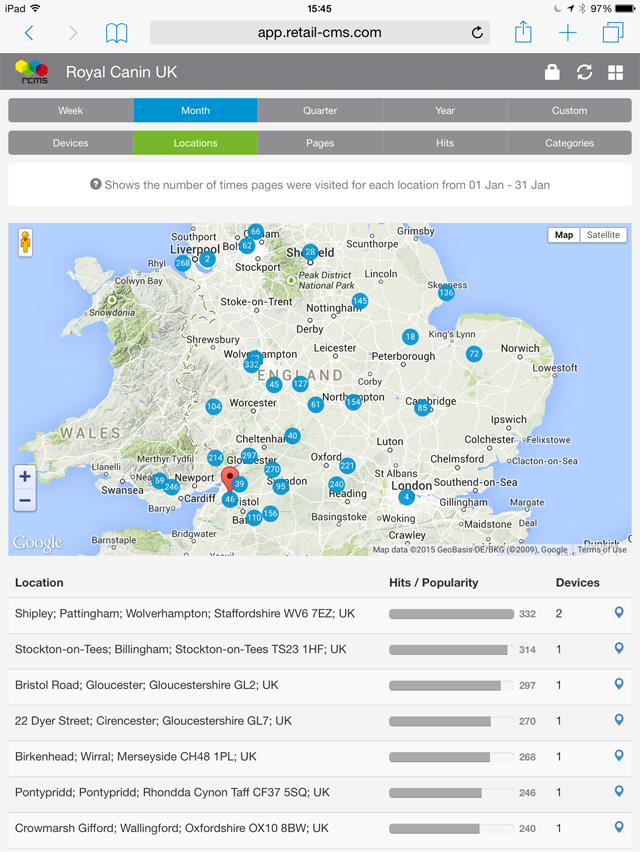 iPad 15:45 97%
app.retail-cms.com
rcms Royal Canin UK
Week Month Quarter Year Custom
Devices Locations Pages Hits Categories
? Shows the number of times pages were visited for each location from 01 Jan - 31 Jan
Map Satellite
Southport 66 Grimsby
Liverpool 62 Sheffield 28 Scunthorpe
Rhyl 268 2 Stockport
Colwyn Bay Peak District Lincoln
National Park Skegness
Snowdonia Stoke-on-Trent 145 136
Nottingham
Derby 18 King's Lynn
Shrewsbury Leicester Norwich
Wolverhampton Peterborough 72
332 ENGLAND Corby Lowestoft
45 127
104 Worcester 61 Northampton 154 Cambridge 85
Ipswich
WALES Cheltenham 40 Luton Colchester Felixstowe
Merthyr Tydfil 214 Gloucester 297 Oxford 221 Chelmsford Clacton-on-Sea
Llanelli 270 St Albans
Swansea 59 246 Newport 39 Swindon 95 240 London Southend-on-Sea
Cardiff 46 Bristol Reading 4 Gillingham Margate
Barry 110 156 Basingstoke Woking Maidstone Deal
Barnstaple Bridgwater Crawley
Google Map data ©2015 GeoBasis-DE/BKG (©2009), Google Terms of Use
Location Hits / Popularity Devices
Shipley; Pattingham; Wolverhampton; Staffordshire WV6 7EZ; UK 332 2
Stockton-on-Tees; Billingham; Stockton-on-Tees TS23 1HF; UK 314 1
Bristol Road; Gloucester; Gloucestershire GL2; UK 297 1
22 Dyer Street; Cirencester; Gloucestershire GL7; UK 270 1
Birkenhead; Wirral; Merseyside CH48 1PL; UK 268 1
Pontypridd; Pontypridd; Rhondda Cynon Taff CF37 5SQ; UK 246 1
Crowmarsh Gifford; Wallingford; Oxfordshire OX10 8BW; UK 240 1